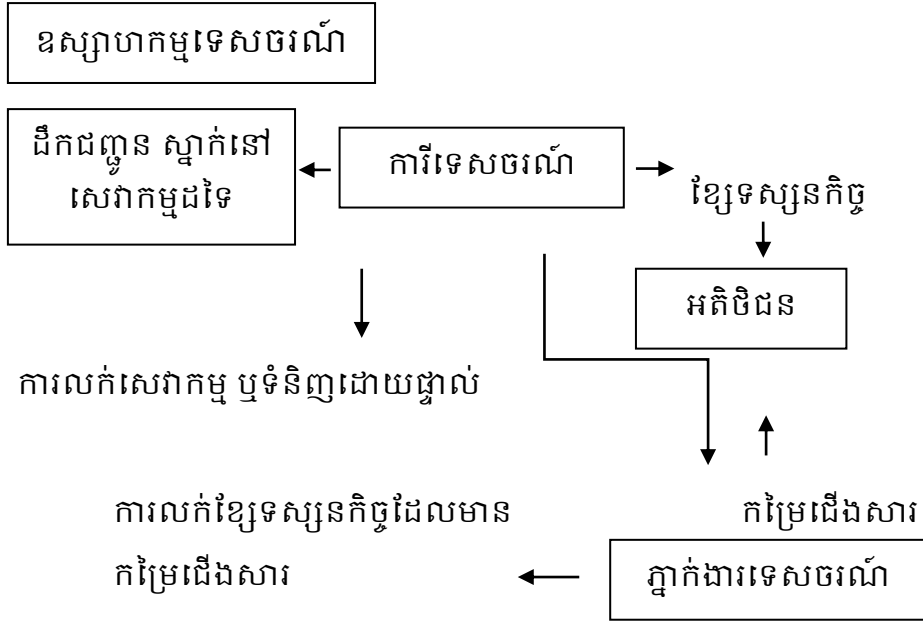 ឧស្សាហកម្មទេសចរណ៍
ដឹកជញ្ជូន ស្នាក់នៅ
សេវាកម្មដទៃ
ការីទេសចរណ៍
ខ្សែទស្សនកិច្ច
អតិថិជន
ការលក់សេវាកម្ម ឬទំនិញដោយផ្ទាល់
ការលក់ខ្សែទស្សនកិច្ចដែលមាន
កម្រៃជើងសារ
កម្រៃជើងសារ
ភ្នាក់ងារទេសចរណ៍